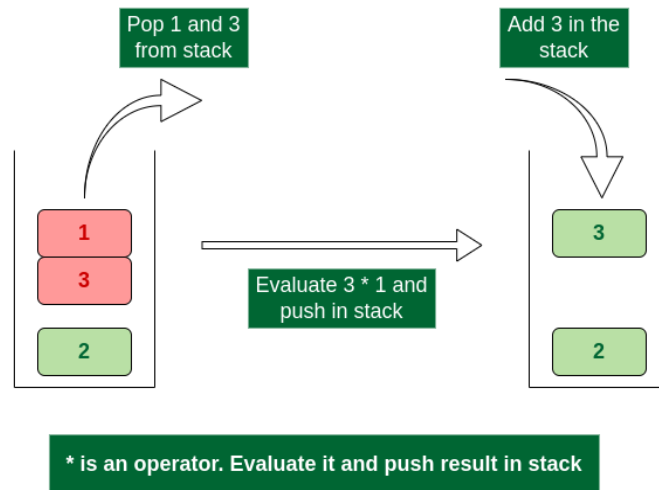 Pop 1 and 3
from stack
Add 3 in the
stack
1
3
2
Evaluate 3 * 1 and
push in stack
3
2
* is an operator. Evaluate it and push result in stack